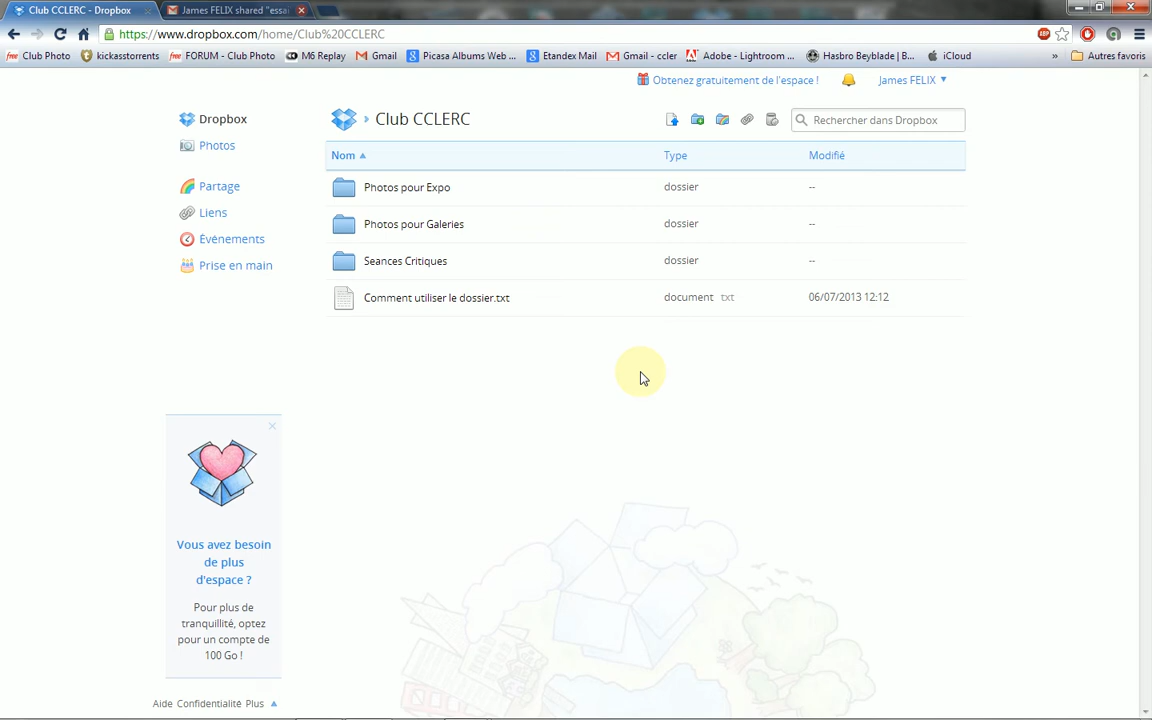 Club CCLERC - Dropbox
James FELIX shared "essai
https://www.dropbox.com/home/Club%20CCLERC
Club Photo
kickasstorrents
FORUM - Club Photo
M6 Replay
Gmail
Picasa Albums Web ...
Etandex Mail
Gmail - ccler
Adobe - Lightroom ...
Hasbro Beyblade | B...
iCloud
»
Autres favoris
Obtenez gratuitement de l'espace !
James FELIX
Dropbox
Photos
Partage
Liens
Événements
Prise en main
Club CCLERC
Rechercher dans Dropbox
Nom Type Modifié
Photos pour Expo dossier --
Photos pour Galeries dossier --
Seances Critiques dossier --
Comment utiliser le dossier.txt document txt 06/07/2013 12:12
Vous avez besoin
de plus
d'espace ?
Pour plus de
tranquillité, optez
pour un compte de
100 Go !
Aide Confidentialité Plus